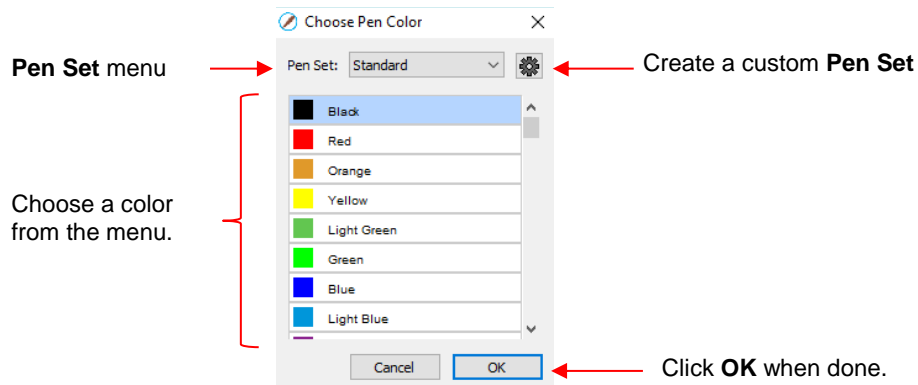 Choose Pen Color
Pen Set menu
Pen Set: Standard
Create a custom Pen Set
Black
Red
Orange
Yellow
Choose a color
from the menu.
Light Green
Green
Blue
Light Blue
Cancel
OK
Click OK when done.